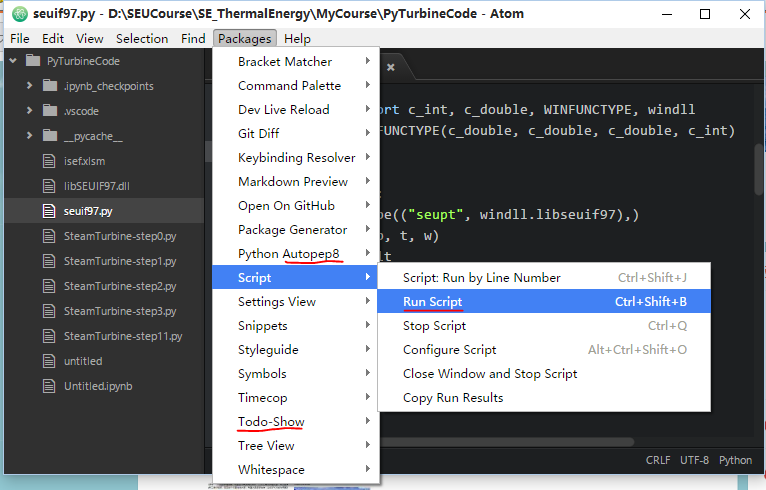 seuif97.py - D:\SEUCourse\SE_ThermalEnergy\MyCourse\PyTurbineCode - Atom
File Edit View Selection Find Packages Help
PyTurbineCode
.ipynb_checkpoints
.vscode
__pycache__
isef.xlsm
libSEUIF97.dll
seuif97.py
SteamTurbine-step0.py
SteamTurbine-step1.py
SteamTurbine-step2.py
SteamTurbine-step3.py
SteamTurbine-step11.py
untitled
Untitled.ipynb
Bracket Matcher
Command Palette
Dev Live Reload
Git Diff
Keybinding Resolver
Markdown Preview
Open On GitHub
Package Generator
Python Autopep8
Script
Settings View
Snippets
Styleguide
Symbols
Timecop
Todo-Show
Tree View
Whitespace
ort c_int, c_double, WINFUNCTYPE, windll
FUNCTYPE(c_double, c_double, c_double, c_int)
:
pe(("seupt", windll.libseuif97),)
, t, w)
lt
Script: Run by Line Number Ctrl+Shift+J
Run Script Ctrl+Shift+B
Stop Script Ctrl+Q
Configure Script Alt+Ctrl+Shift+O
Close Window and Stop Script
Copy Run Results
CRLF UTF-8 Python